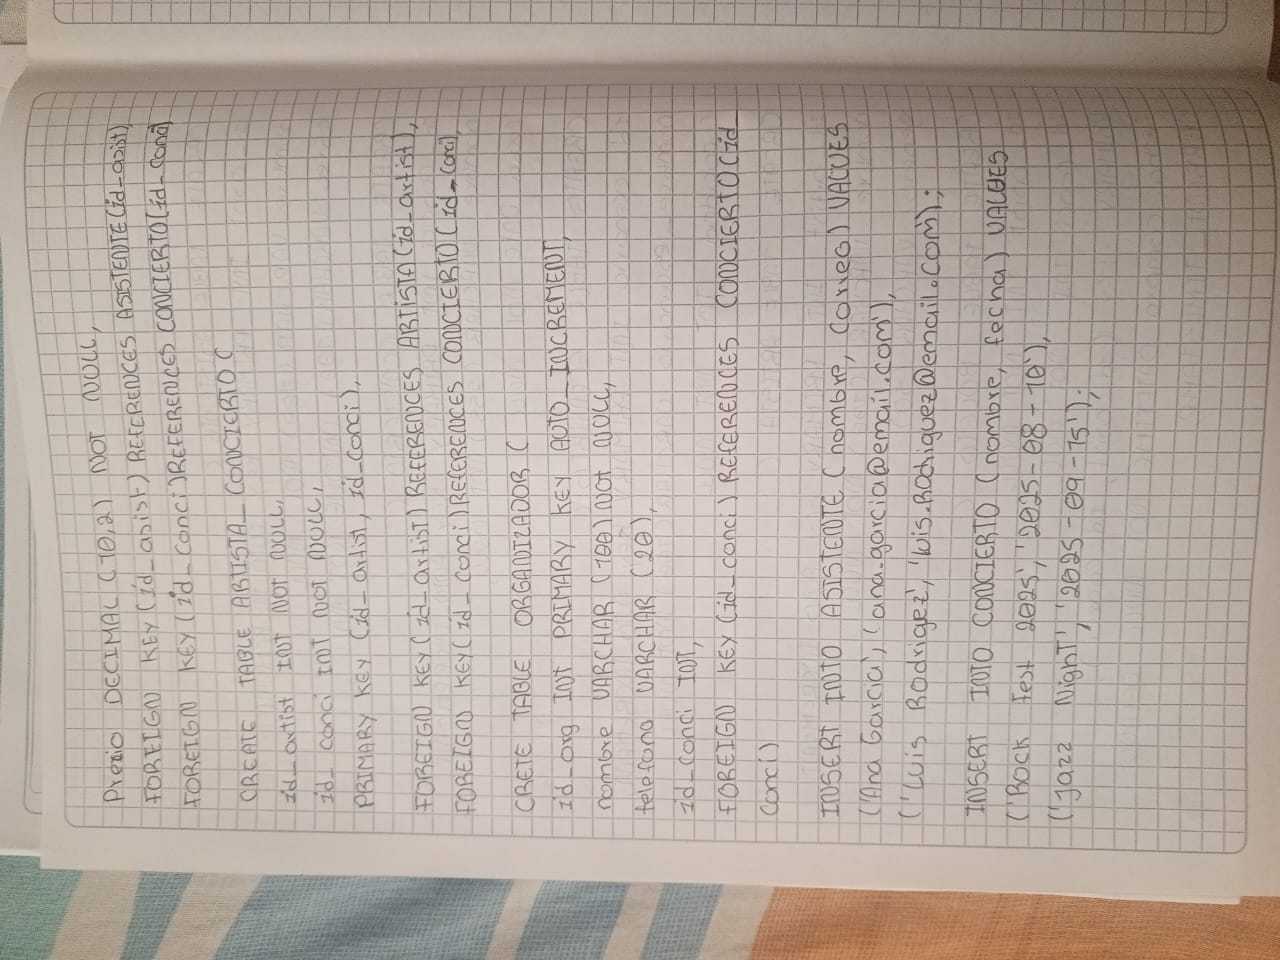 Precio DECIMAL (10,2) NOT NULL,
FOREIGN KEY (id_asist) REFERENCES ASISTENTE(id_asist)
FOREIGN KEY (id_conci) REFERENCES CONCIERTO(id_conci)
CREATE TABLE ARTISTA_CONCIERTO (
id_artist INT NOT NULL,
id_conci INT NOT NULL,
PRIMARY KEY (id_artist, id_conci),
FOREIGN KEY (id_artist) REFERENCES ARTISTA(id_artist),
FOREIGN KEY (id_conci) REFERENCES CONCIERTO (id_conci),
CRETE TABLE ORGANIZADOR (
id_org INT PRIMARY KEY AUTO_INCREMENT,
nombre VARCHAR (100) NOT NULL,
telefono VARCHAR (20),
id_conci INT,
FOREIGN KEY (id_conci) REFERENCES CONCIERTO (id_
conci)
INSERT INTO ASISTENTE (nombre, correo) VALUES
('Ana Garcia', 'ana.garcia@email.com'),
('Luis Rodriguez', 'luis.Rodriguez@email.com');
INSERT INTO CONCIERTO (nombre, fecha) VALUES
('Rock Fest 2025', '2025-08-10'),
('Jazz Night', '2025-09-15');